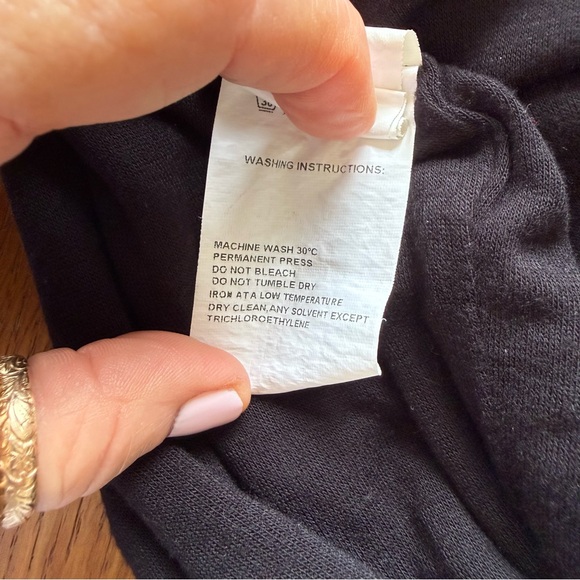 30
WASHING INSTRUCTIONS:
MACHINE WASH 30°C
PERMANENT PRESS
DO NOT BLEACH
DO NOT TUMBLE DRY
IRON AT A LOW TEMPERATURE
DRY CLEAN,ANY SOLVENT EXCEPT
TRICHLOROETHYLENE